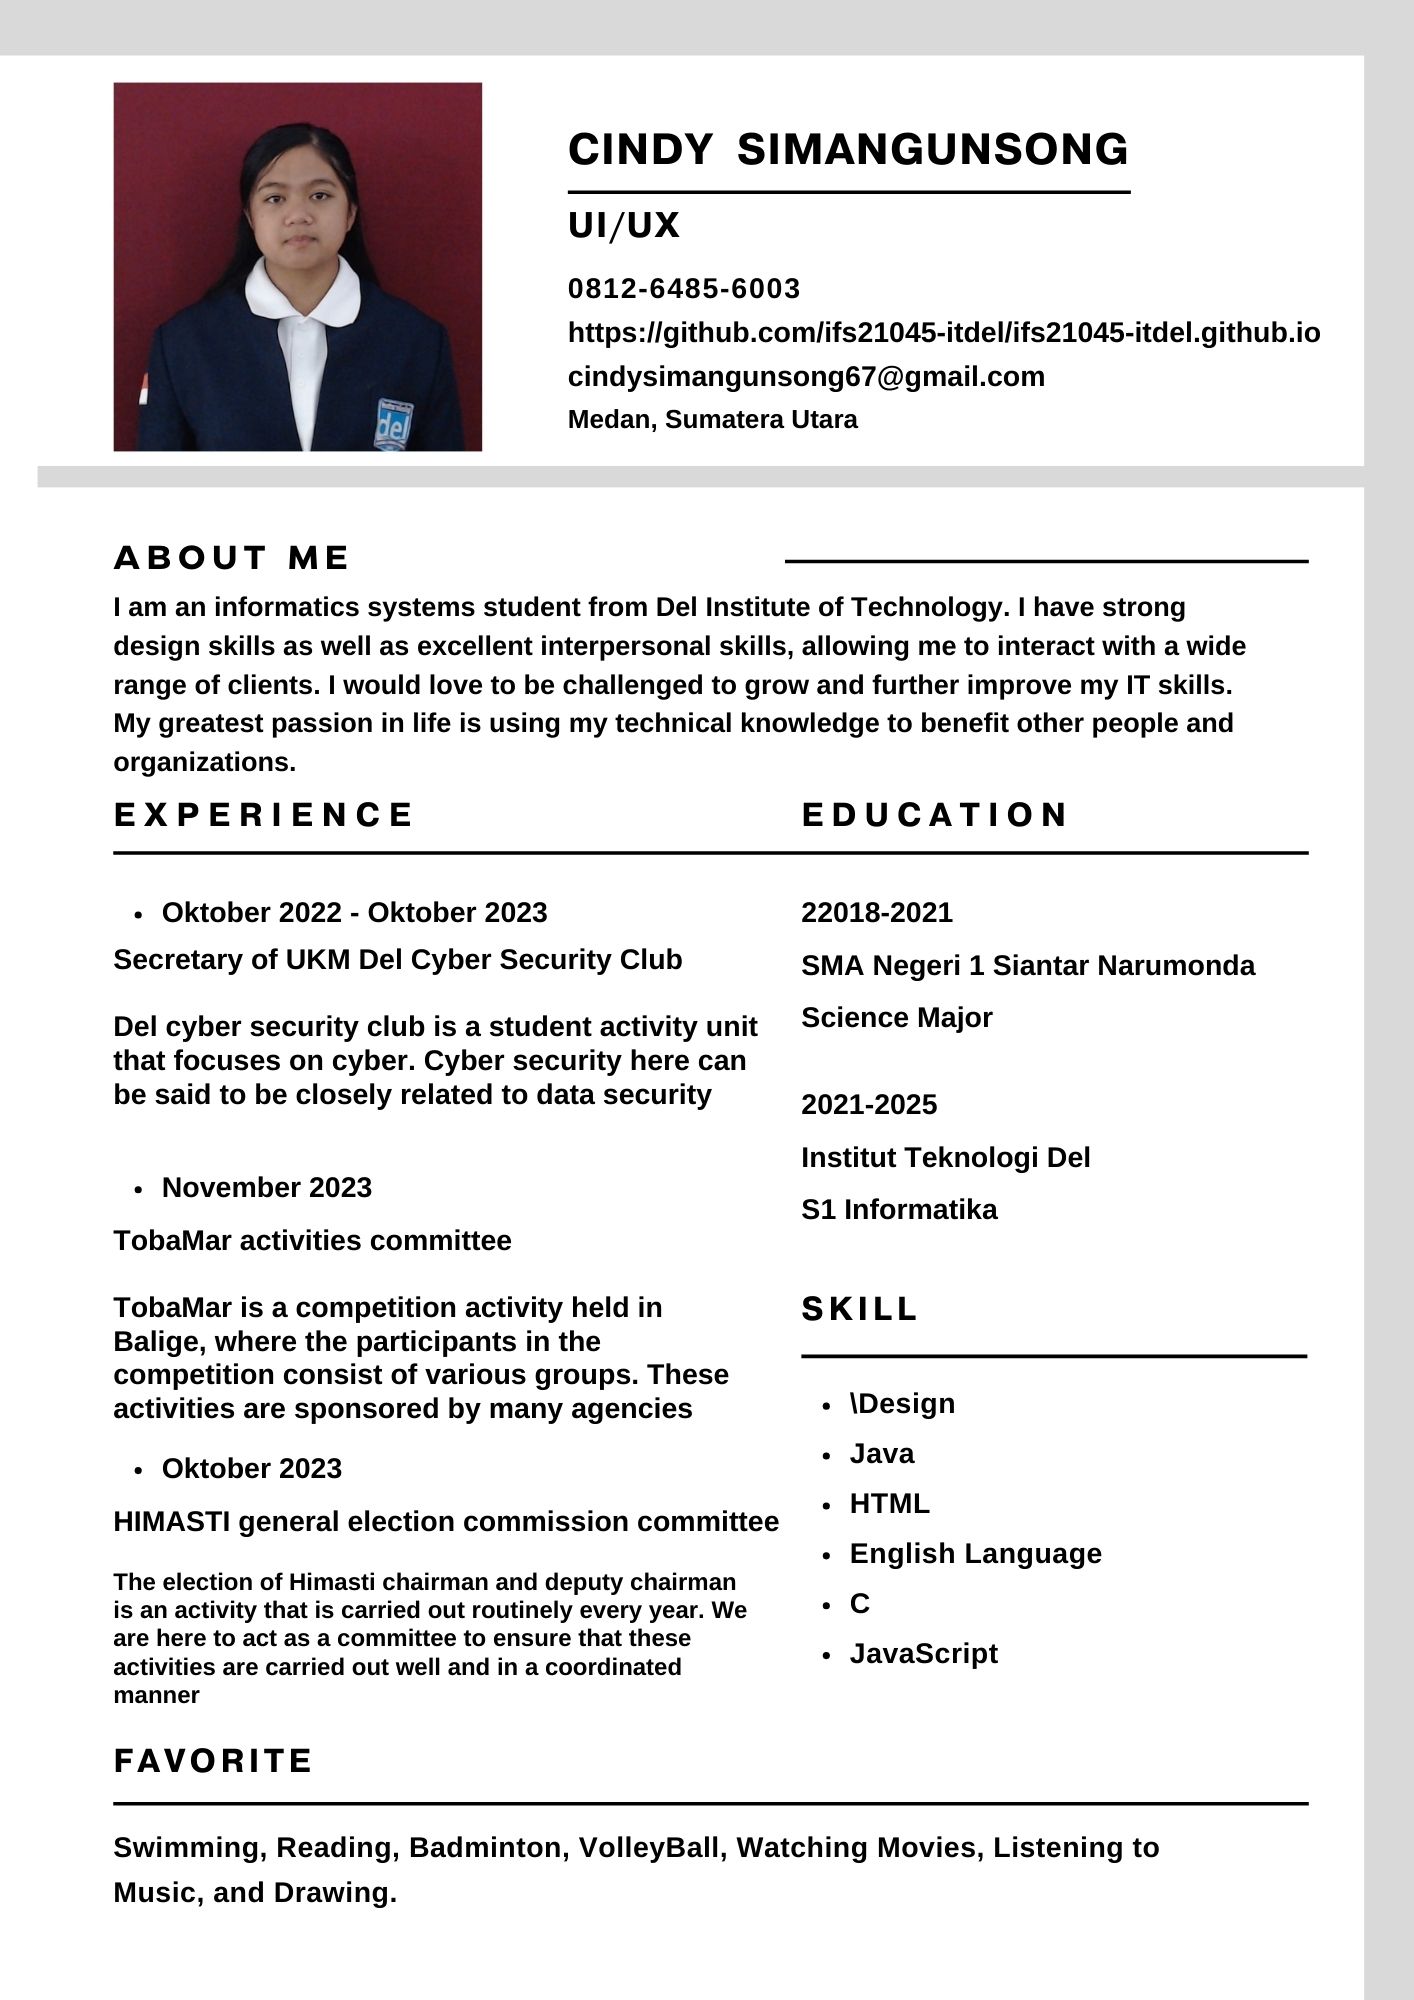 CINDY SIMANGUNSONG
UI/UX
0812-6485-6003
https://github.com/ifs21045-itdel/ifs21045-itdel.github.io
cindysimangunsong67@gmail.com
Medan, Sumatera Utara
del
ABOUT ME
I am an informatics systems student from Del Institute of Technology. I have strong
design skills as well as excellent interpersonal skills, allowing me to interact with a wide
range of clients. I would love to be challenged to grow and further improve my IT skills.
My greatest passion in life is using my technical knowledge to benefit other people and
organizations.
EXPERIENCE
• Oktober 2022 - Oktober 2023
Secretary of UKM Del Cyber Security Club
Del cyber security club is a student activity unit
that focuses on cyber. Cyber security here can
be said to be closely related to data security
• November 2023
TobaMar activities committee
TobaMar is a competition activity held in
Balige, where the participants in the
competition consist of various groups. These
activities are sponsored by many agencies
• Oktober 2023
HIMASTI general election commission committee
The election of Himasti chairman and deputy chairman
is an activity that is carried out routinely every year. We
are here to act as a committee to ensure that these
activities are carried out well and in a coordinated
manner
EDUCATION
22018-2021
SMA Negeri 1 Siantar Narumonda
Science Major
2021-2025
Institut Teknologi Del
S1 Informatika
SKILL
• \Design
• Java
• HTML
• English Language
• C
• JavaScript
FAVORITE
Swimming, Reading, Badminton, VolleyBall, Watching Movies, Listening to
Music, and Drawing.